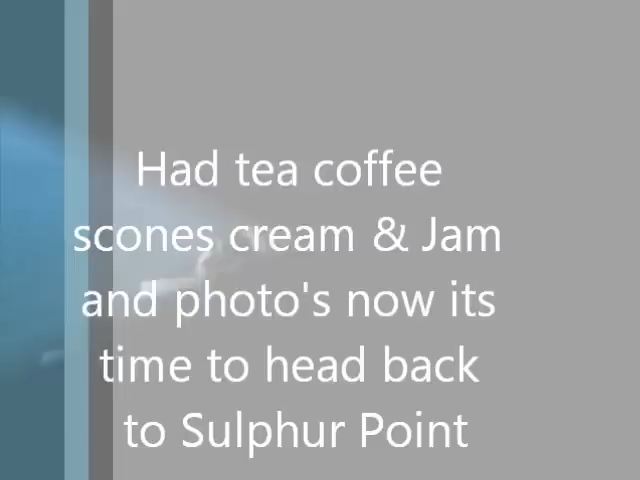 Had tea coffee
scones cream & Jam
and photo's now its
time to head back
to Sulphur Point